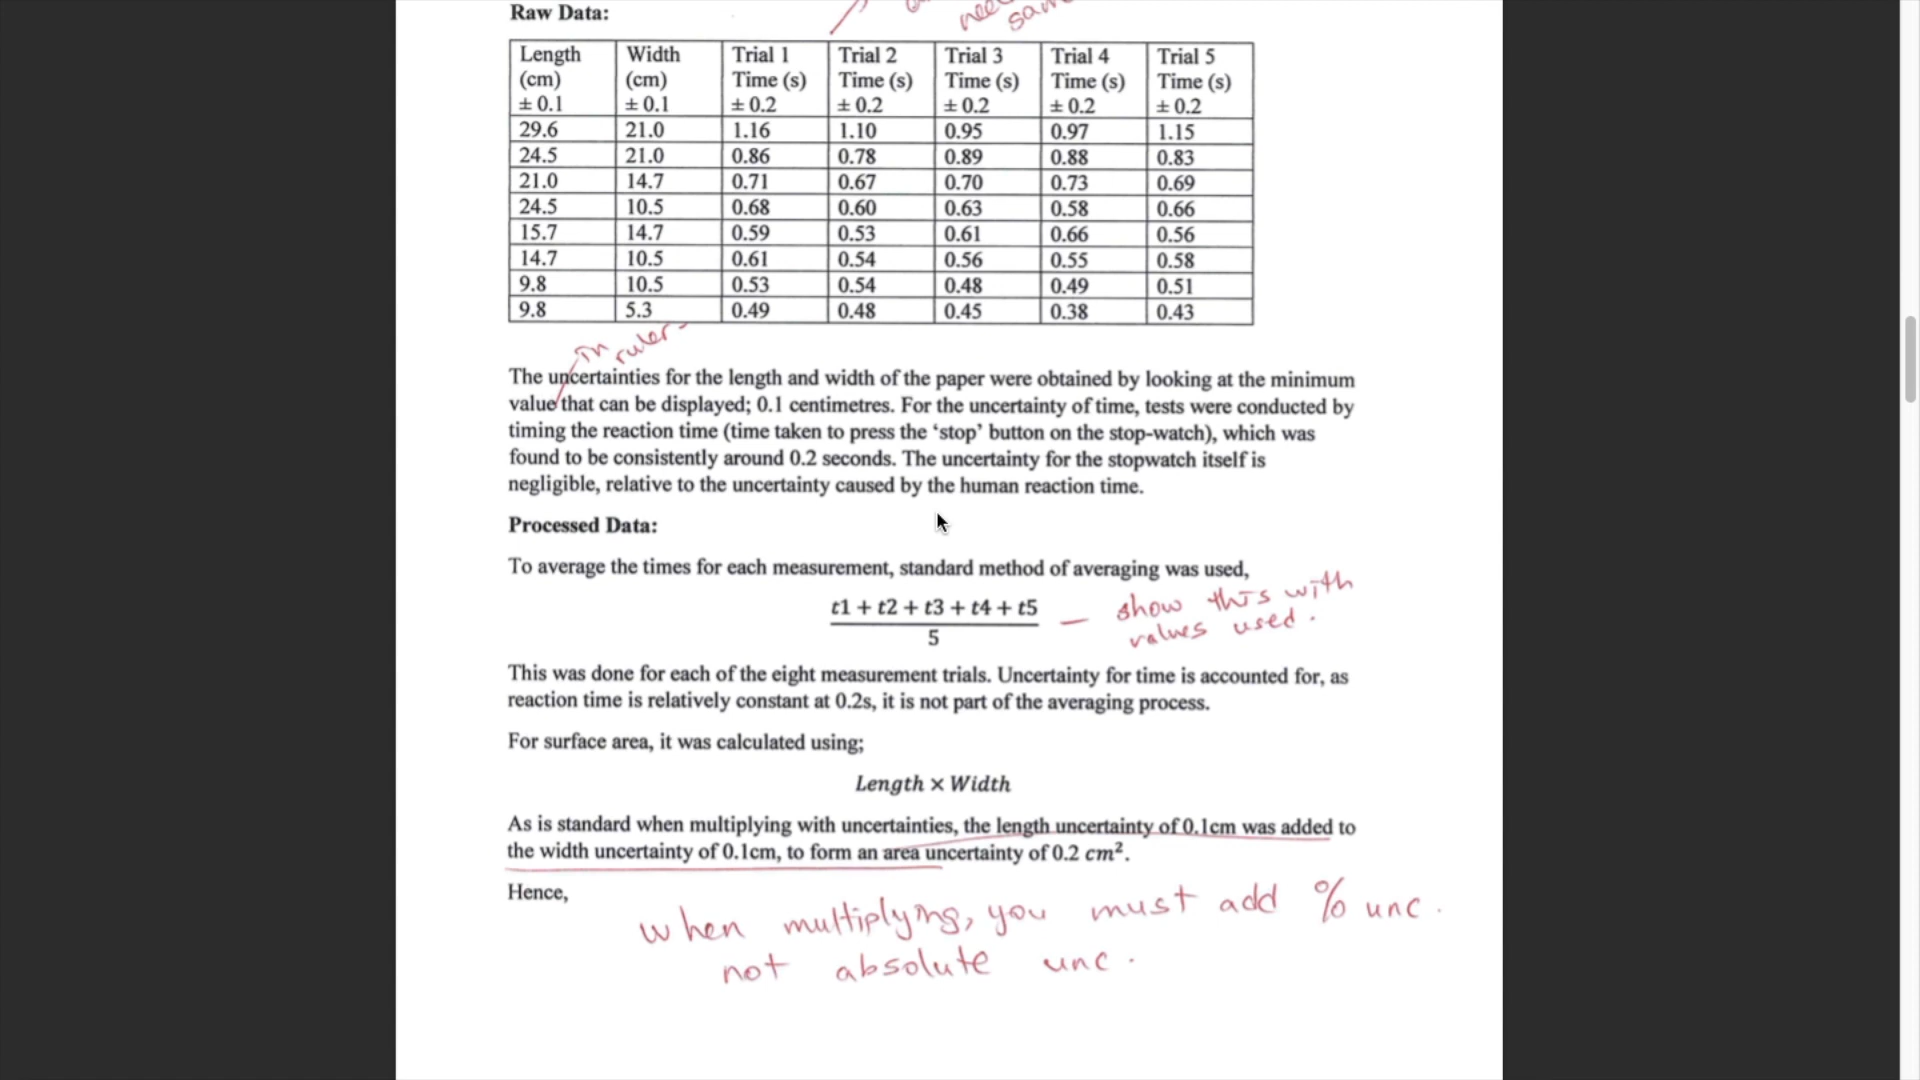 Raw Data:
Length Width Trial 1 Trial 2 Trial 3 Trial 4 Trial 5
(cm) (cm) Time (s) Time (s) Time (s) Time (s) Time (s)
± 0.1 ± 0.1 ± 0.2 ± 0.2 ± 0.2 ± 0.2 ± 0.2
29.6 21.0 1.16 1.10 0.95 0.97 1.15
24.5 21.0 0.86 0.78 0.89 0.88 0.83
21.0 14.7 0.71 0.67 0.70 0.73 0.69
24.5 10.5 0.68 0.60 0.63 0.58 0.66
15.7 14.7 0.59 0.53 0.61 0.66 0.56
14.7 10.5 0.61 0.54 0.56 0.55 0.58
9.8 10.5 0.53 0.54 0.48 0.49 0.51
9.8 5.3 0.49 0.48 0.45 0.38 0.43
in ruler
The uncertainties for the length and width of the paper were obtained by looking at the minimum
value that can be displayed; 0.1 centimetres. For the uncertainty of time, tests were conducted by
timing the reaction time (time taken to press the ‘stop’ button on the stop-watch), which was
found to be consistently around 0.2 seconds. The uncertainty for the stopwatch itself is
negligible, relative to the uncertainty caused by the human reaction time.
Processed Data:
To average the times for each measurement, standard method of averaging was used,
t1 + t2 + t3 + t4 + t5
5
— show this with
values used.
This was done for each of the eight measurement trials. Uncertainty for time is accounted for, as
reaction time is relatively constant at 0.2s, it is not part of the averaging process.
For surface area, it was calculated using;
Length × Width
As is standard when multiplying with uncertainties, the length uncertainty of 0.1cm was added to
the width uncertainty of 0.1cm, to form an area uncertainty of 0.2 cm².
Hence,
when multiplying, you must add % unc.
not absolute unc.